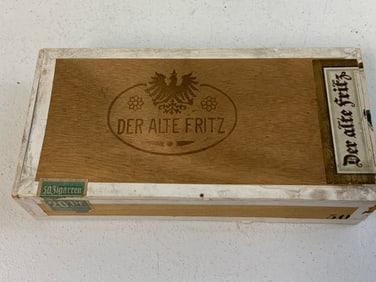 DER ALTE FRITZ
Der alte Fritz
50 Zigarren
50